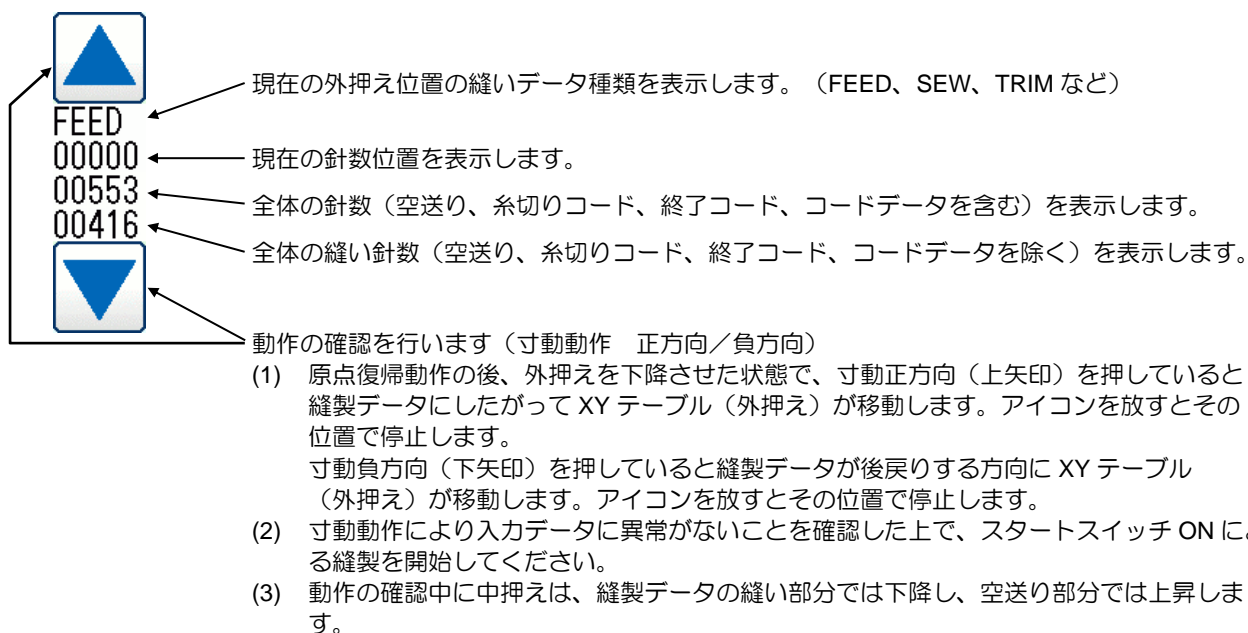 現在の外押え位置の縫いデータ種類を表示します。（FEED、SEW、TRIM など）
FEED
00000
現在の針数位置を表示します。
00553
全体の針数（空送り、糸切りコード、終了コード、コードデータを含む）を表示します。
00416
全体の縫い針数（空送り、糸切りコード、終了コード、コードデータを除く）を表示します。
動作の確認を行います（寸動動作　正方向／負方向）
(1) 原点復帰動作の後、外押えを下降させた状態で、寸動正方向（上矢印）を押していると
縫製データにしたがって XY テーブル（外押え）が移動します。アイコンを放すとその
位置で停止します。
寸動負方向（下矢印）を押していると縫製データが後戻りする方向に XY テーブル
（外押え）が移動します。アイコンを放すとその位置で停止します。
(2) 寸動動作により入力データに異常がないことを確認した上で、スタートスイッチ ON に
る縫製を開始してください。
(3) 動作の確認中に中押えは、縫製データの縫い部分では下降し、空送り部分では上昇しま
す。